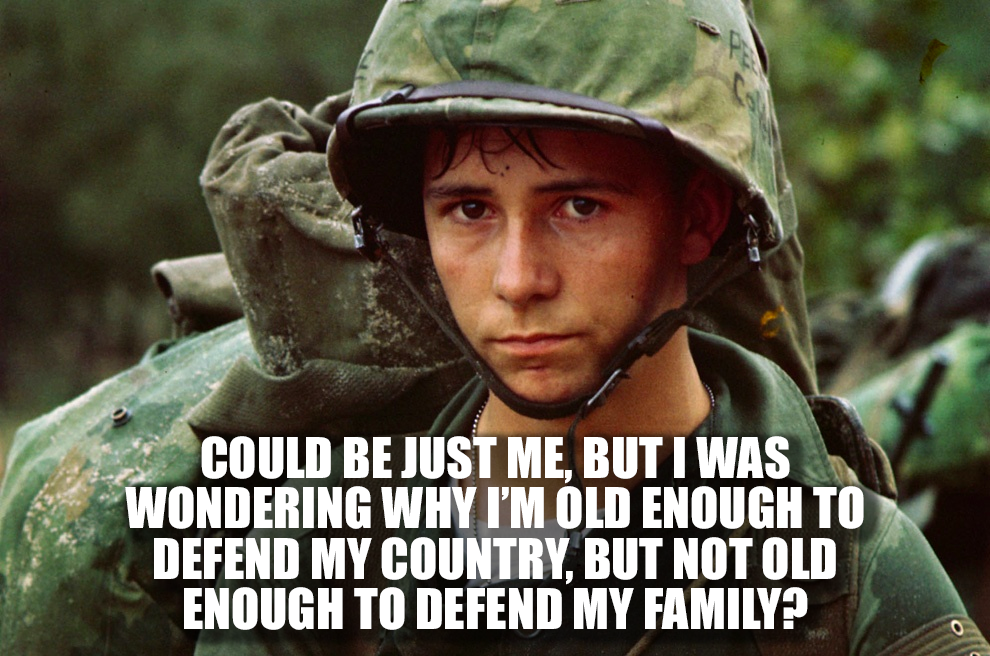 COULD BE JUST ME, BUT I WAS
WONDERING WHY I’M OLD ENOUGH TO
DEFEND MY COUNTRY, BUT NOT OLD
ENOUGH TO DEFEND MY FAMILY?